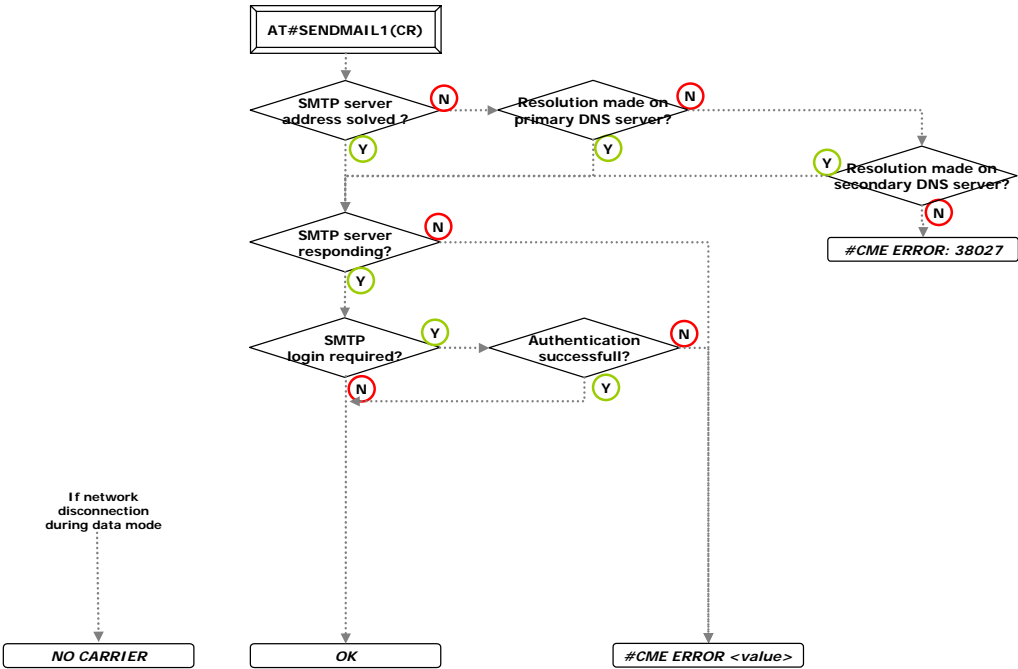 AT#SENDMAIL1(CR)
SMTP server
address solved ?
N
Resolution made on
primary DNS server?
N
Y
Y
Y
Resolution made on
secondary DNS server?
N
#CME ERROR: 38027
SMTP server
responding?
N
Y
SMTP
login required?
Y
Authentication
successfull?
N
N
Y
If network
disconnection
during data mode
NO CARRIER
OK
#CME ERROR <value>